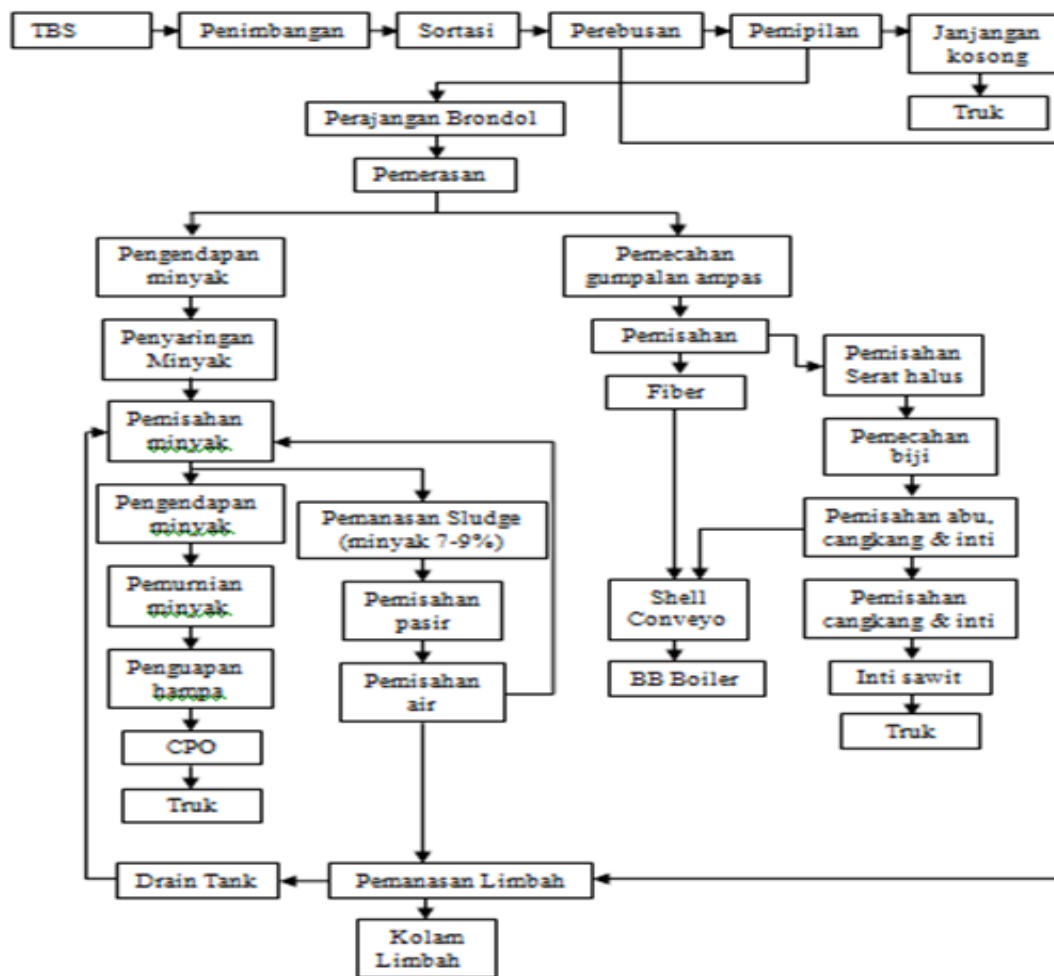 TBS
Penimbangan
Sortasi
Perebusan
Pemipilan
Janjangan
kosong
Truk
Perajangan Brondol
Pemerasan
Pengendapan
minyak
Pemecahan
gumpalan ampas
Penyaringan
Minyak
Pemisahan
Pemisahan
Serat halus
Fiber
Pemisahan
minyak
Pemecahan
biji
Pengendapan
minyak
Pemanasan Sludge
(minyak 7-9%)
Pemisahan abu,
cangkang & inti
Pemurnian
minyak
Pemisahan
pasir
Shell
Conveyo
Pemisahan
cangkang & inti
Penguapan
hampa
Pemisahan
air
BB Boiler
Inti sawit
CPO
Truk
Truk
Drain Tank
Pemanasan Limbah
Kolam
Limbah